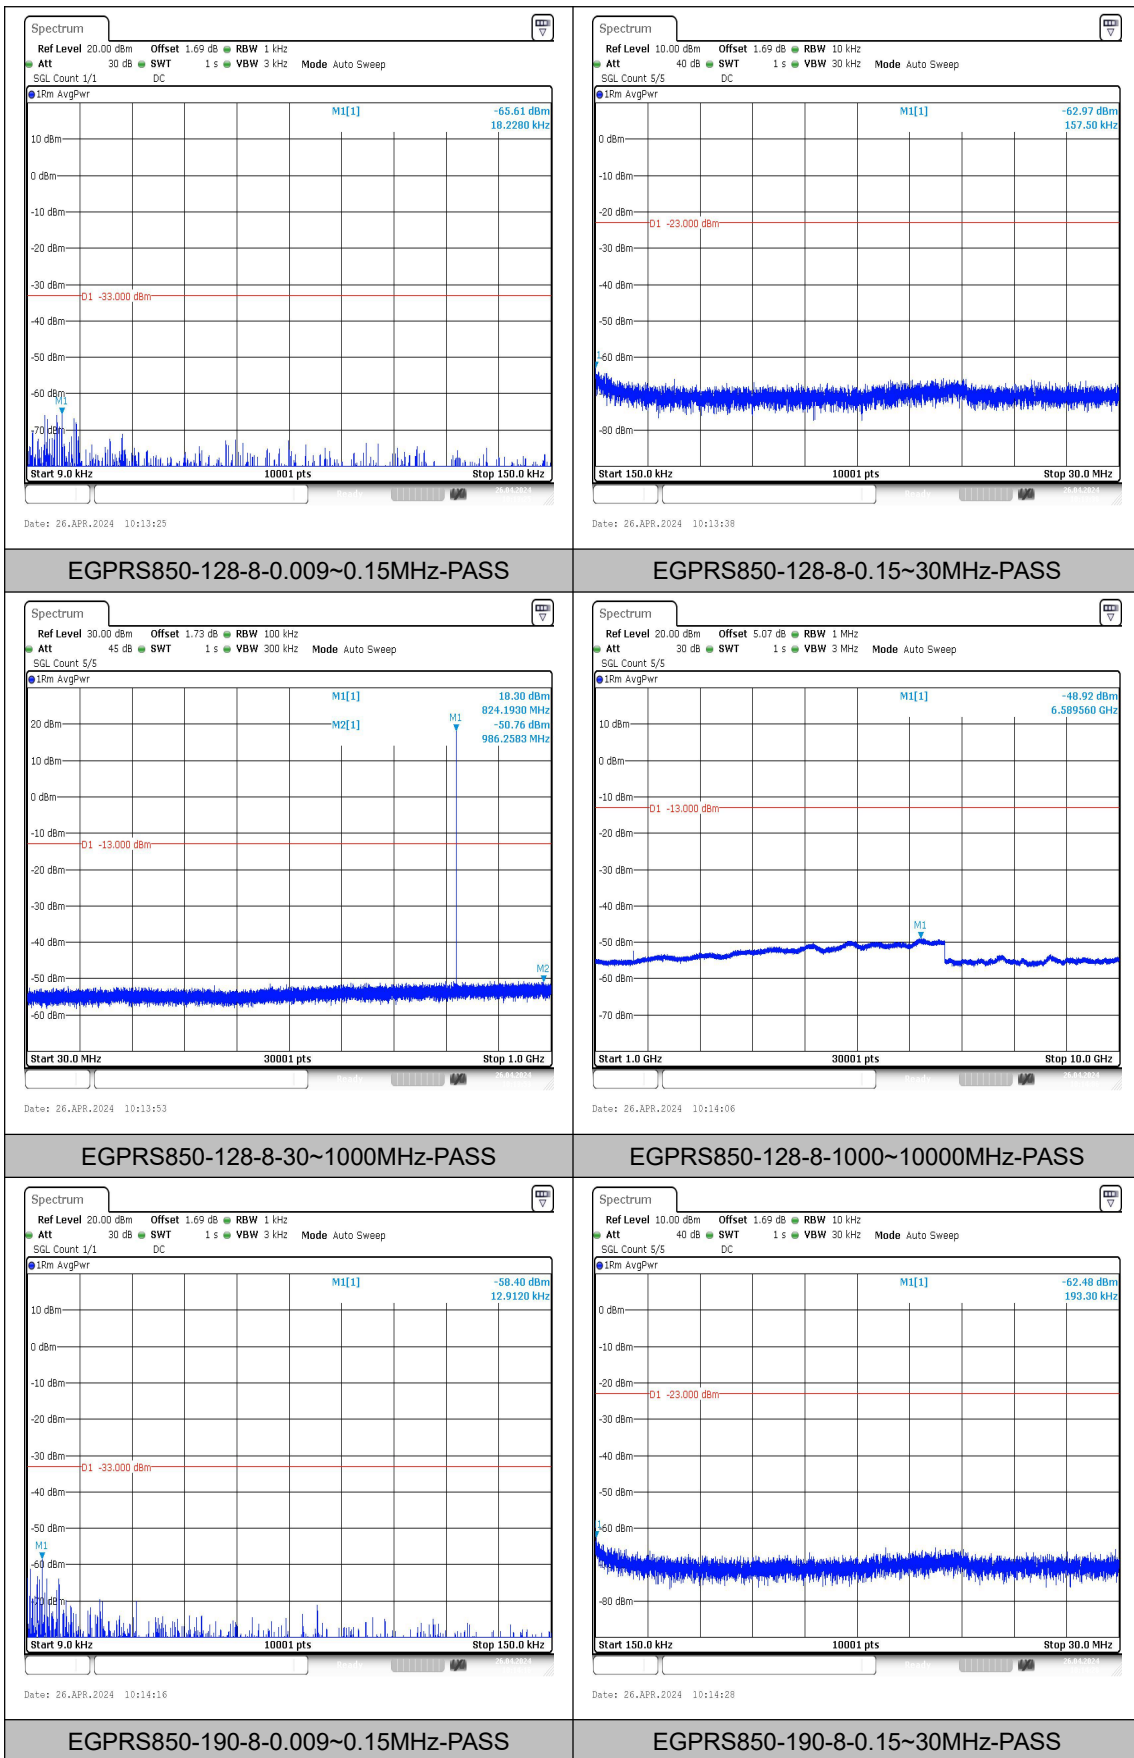 Spectrum
Ref Level 20.00 dBm Offset 1.69 dB RBW 1 kHz
Att 30 dB SWT 1 s VBW 3 kHz Mode Auto Sweep
SGL Count 1/1 DC
1Rm AvgPwr
M1[1] -65.61 dBm
18.2280 kHz
10 dBm
0 dBm
-10 dBm
-20 dBm
-30 dBm
D1 -33.000 dBm
-40 dBm
-50 dBm
-60 dBm
M1
-70 dBm
Start 9.0 kHz 10001 pts Stop 150.0 kHz
Date: 26.APR.2024 10:13:25
EGPRS850-128-8-0.009~0.15MHz-PASS
Spectrum
Ref Level 10.00 dBm Offset 1.69 dB RBW 10 kHz
Att 40 dB SWT 1 s VBW 30 kHz Mode Auto Sweep
SGL Count 5/5 DC
1Rm AvgPwr
M1[1] -62.97 dBm
157.50 kHz
0 dBm
-10 dBm
-20 dBm
D1 -23.000 dBm
-30 dBm
-40 dBm
-50 dBm
-60 dBm
-80 dBm
Start 150.0 kHz 10001 pts Stop 30.0 MHz
Date: 26.APR.2024 10:13:38
EGPRS850-128-8-0.15~30MHz-PASS
Spectrum
Ref Level 30.00 dBm Offset 1.73 dB RBW 100 kHz
Att 45 dB SWT 1 s VBW 300 kHz Mode Auto Sweep
SGL Count 5/5
1Rm AvgPwr
M1[1] 18.30 dBm
824.1930 MHz
M2[1] -50.76 dBm
986.2583 MHz
M1
20 dBm
10 dBm
0 dBm
-10 dBm
D1 -13.000 dBm
-20 dBm
-30 dBm
-40 dBm
M2
-50 dBm
-60 dBm
Start 30.0 MHz 30001 pts Stop 1.0 GHz
Date: 26.APR.2024 10:13:53
EGPRS850-128-8-30~1000MHz-PASS
Spectrum
Ref Level 20.00 dBm Offset 5.07 dB RBW 1 MHz
Att 30 dB SWT 1 s VBW 3 MHz Mode Auto Sweep
SGL Count 5/5
1Rm AvgPwr
M1[1] -48.92 dBm
6.589560 GHz
10 dBm
0 dBm
-10 dBm
D1 -13.000 dBm
-20 dBm
-30 dBm
-40 dBm
M1
-50 dBm
-60 dBm
-70 dBm
Start 1.0 GHz 30001 pts Stop 10.0 GHz
Date: 26.APR.2024 10:14:06
EGPRS850-128-8-1000~10000MHz-PASS
Spectrum
Ref Level 20.00 dBm Offset 1.69 dB RBW 1 kHz
Att 30 dB SWT 1 s VBW 3 kHz Mode Auto Sweep
SGL Count 1/1 DC
1Rm AvgPwr
M1[1] -58.40 dBm
12.9120 kHz
10 dBm
0 dBm
-10 dBm
-20 dBm
-30 dBm
D1 -33.000 dBm
-40 dBm
-50 dBm
M1
-60 dBm
-70 dBm
Start 9.0 kHz 10001 pts Stop 150.0 kHz
Date: 26.APR.2024 10:14:16
EGPRS850-190-8-0.009~0.15MHz-PASS
Spectrum
Ref Level 10.00 dBm Offset 1.69 dB RBW 10 kHz
Att 40 dB SWT 1 s VBW 30 kHz Mode Auto Sweep
SGL Count 5/5 DC
1Rm AvgPwr
M1[1] -62.48 dBm
193.30 kHz
0 dBm
-10 dBm
-20 dBm
D1 -23.000 dBm
-30 dBm
-40 dBm
-50 dBm
-60 dBm
-80 dBm
Start 150.0 kHz 10001 pts Stop 30.0 MHz
Date: 26.APR.2024 10:14:28
EGPRS850-190-8-0.15~30MHz-PASS